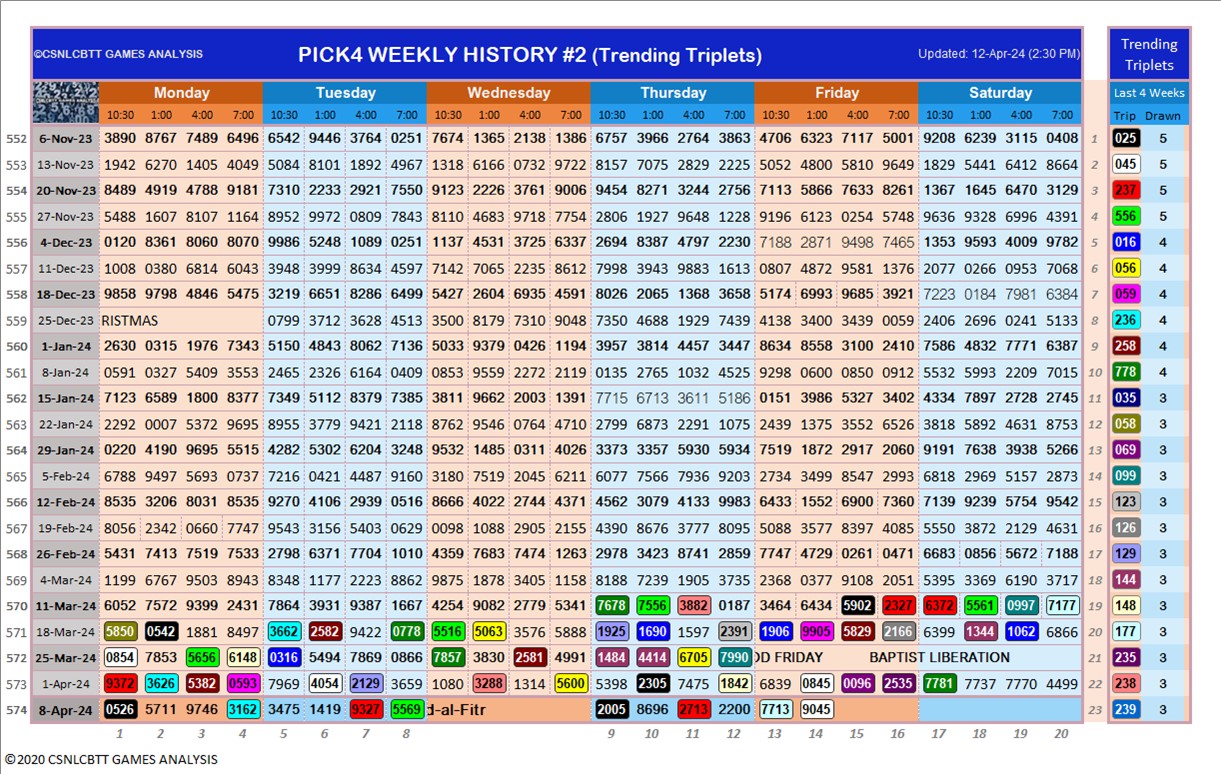 ©CSNLCBTT GAMES ANALYSIS PICK4 WEEKLY HISTORY #2 (Trending Triplets) Updated: 12-Apr-24 (2:30 PM) Trending
Triplets
Monday Tuesday Wednesday Thursday Friday Saturday Last 4 Weeks
10:30 1:00 4:00 7:00 10:30 1:00 4:00 7:00 10:30 1:00 4:00 7:00 10:30 1:00 4:00 7:00 10:30 1:00 4:00 7:00 10:30 1:00 4:00 7:00 Trip Drawn
552 6-Nov-23 3890 8767 7489 6496 6542 9446 3764 0251 7674 1365 2138 1386 6757 3966 2764 3863 4706 6323 7117 5001 9208 6239 3115 0408 1 025 5
553 13-Nov-23 1942 6270 1405 4049 5084 8101 1892 4967 1318 6166 0732 9722 8157 7075 2825 2225 5052 4800 5810 9649 1829 5441 6412 8664 2 045 5
554 20-Nov-23 8489 4919 4788 9181 7310 2233 2921 7550 9123 2226 3761 9006 9454 8271 3244 2756 7113 5866 7633 8261 1367 1645 6470 3129 3 237 5
555 27-Nov-23 5488 1607 8107 1164 8952 9972 0809 7843 8110 4683 9718 7754 2806 1927 9648 1228 9196 6123 0254 5748 9636 9328 6996 4391 4 556 5
556 4-Dec-23 0120 8361 8060 8070 9986 5248 1089 0251 1137 4531 3725 6337 2694 8387 4797 2230 7188 2871 9498 7465 1353 9593 4009 9782 5 016 4
557 11-Dec-23 1008 0380 6814 6043 3948 3999 8634 4597 7142 7065 2235 8612 7998 3943 9883 1613 0807 4872 9581 1376 2077 0266 0953 7068 6 056 4
558 18-Dec-23 9858 9798 4846 5475 3219 6651 8286 6499 5427 2604 6935 4591 8026 2065 1368 3658 5174 6993 9685 3921 7223 0184 7981 6384 7 059 4
559 25-Dec-23 RISTMAS 0799 3712 3628 4513 3500 8179 7310 9048 7350 4688 1929 7439 4138 3400 3439 0059 2406 2696 0241 5133 8 236 4
560 1-Jan-24 2630 0315 1976 7343 5150 4843 8062 7136 5033 9379 0426 1194 3957 3814 4457 3447 8634 8558 3100 2410 7586 4832 7771 6387 9 258 4
561 8-Jan-24 0591 0327 5409 3553 2465 2326 6164 0440 0853 9559 2272 2119 0135 2765 1032 4525 9298 0600 0850 0912 5532 5993 2209 7015 10 778 4
562 15-Jan-24 7123 6589 1800 8377 7349 5112 8379 7385 3811 9662 2003 1391 7715 6713 3611 5186 0151 3986 5327 3402 4334 7897 2728 2745 11 035 3
563 22-Jan-24 2292 0007 5372 9695 8955 3779 9421 2118 8762 9546 0764 4710 2799 6873 2291 1075 2439 1375 3552 6526 3818 5892 4631 8753 12 058 3
564 29-Jan-24 0220 4190 9695 5515 4282 5302 6204 3248 9532 1485 0311 4026 3373 3357 5530 5934 7519 1872 2917 2060 9191 7638 3938 5266 13 069 3
565 5-Feb-24 6788 9497 5693 0737 7216 0421 4487 9160 3180 7519 2045 6211 6077 7566 7936 9203 2734 3499 8547 2993 6818 2969 5157 2873 14 099 3
566 12-Feb-24 8535 3206 8031 8535 9270 4106 2939 0516 8666 4022 2744 4371 4562 3079 4133 9983 6433 1552 6900 7360 7139 9239 5754 9542 15 123 3
567 19-Feb-24 8056 2342 0660 7747 9543 3156 5403 0629 0098 1088 2905 2155 4390 8676 3777 8095 5088 3577 8397 4085 5550 3872 2129 4631 16 126 3
568 26-Feb-24 5431 7413 7519 7533 2798 6371 7704 1010 4359 7683 7474 1263 2978 3423 8741 2859 7747 4729 0261 0471 6683 0856 5672 7188 17 129 3
569 4-Mar-24 1199 6767 9503 8943 8348 1177 2223 8862 9875 1878 3405 1158 8188 7239 1905 3735 2368 0377 9108 2051 5395 3369 6190 3717 18 144 3
570 11-Mar-24 6052 7572 9399 2431 7864 3931 9387 1667 4254 9082 2779 5341 7678 7556 3882 0187 3464 6434 5902 2327 6372 5561 0997 7177 19 148 3
571 18-Mar-24 5850 0542 1881 8497 3662 2582 9422 0778 5516 5063 3576 5888 1925 1690 1597 2391 1906 9905 5829 2166 6399 1344 1062 6866 20 177 3
572 25-Mar-24 0854 7853 5656 6148 0316 5494 7869 0866 7857 3830 2581 4991 1484 4414 6705 7990 OD FRIDAY BAPTIST LIBERATION 21 235 3
573 1-Apr-24 9372 3626 5382 0593 7969 4054 2129 3659 1080 3288 1314 5600 5398 2305 7475 1842 6839 0845 0096 2535 7781 7737 7770 4499 22 238 3
574 8-Apr-24 0526 5711 9746 3162 3475 1419 9327 5569 d-al-Fitr 2005 8696 2713 2200 7713 9045 23 239 3
1 2 3 4 5 6 7 8 9 10 11 12 13 14 15 16 17 18 19 20
©2020 CSNLCBTT GAMES ANALYSIS